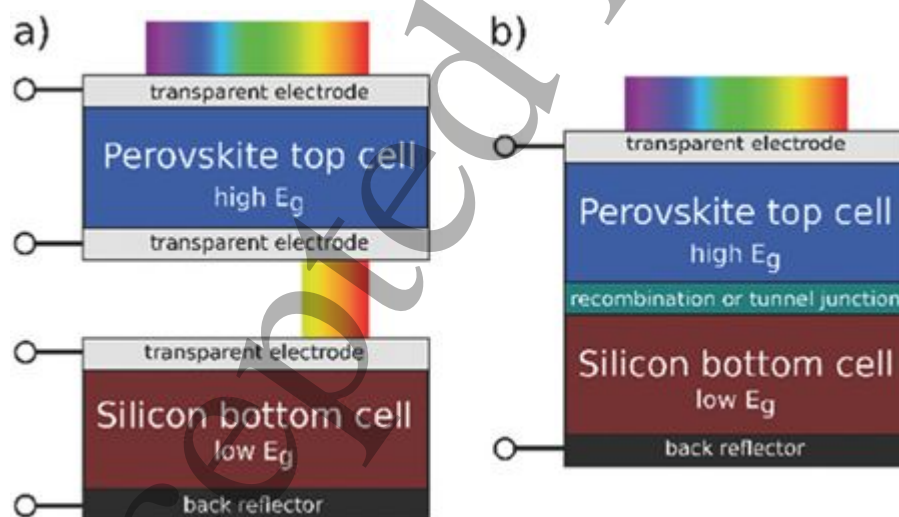 a)
transparent electrode
Perovskite top cell
high Eg
transparent electrode
transparent electrode
Silicon bottom cell
low Eg
back reflector
b)
transparent electrode
Perovskite top cell
high Eg
recombination or tunnel junction
Silicon bottom cell
low Eg
back reflector
cepted